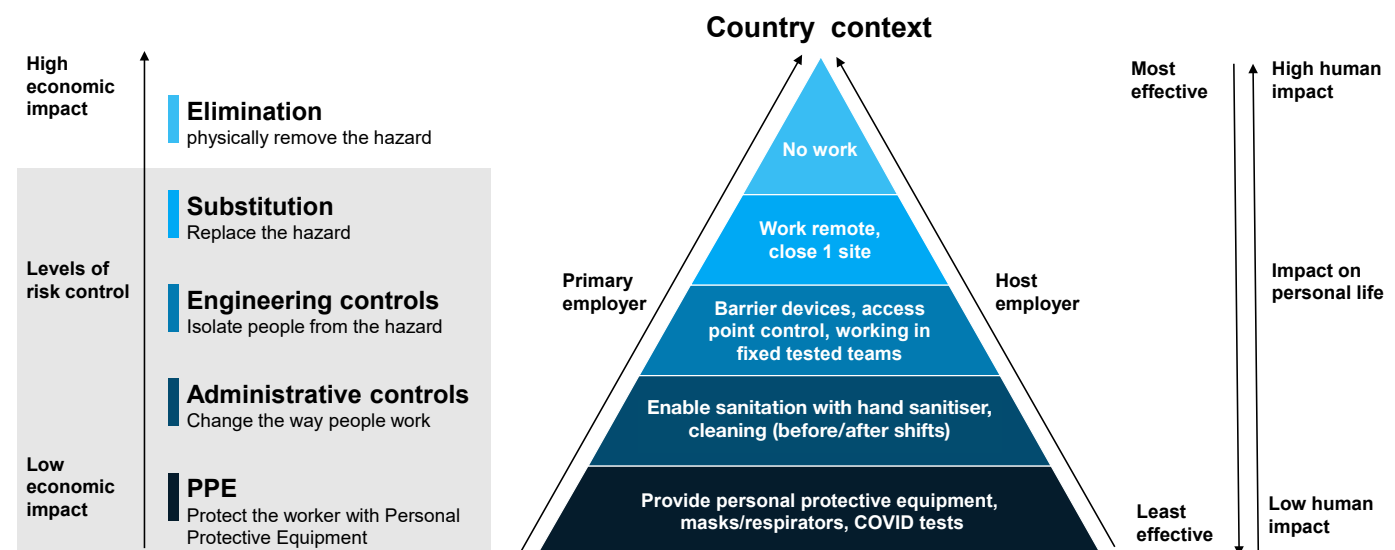 Country  context
High
economic
impact
Elimination
physically remove the hazard
Substitution
Replace the hazard
Levels of
risk control
Engineering controls
Isolate people from the hazard
Administrative controls
Change the way people work
Low
economic
impact
PPE
Protect the worker with Personal
Protective Equipment
Primary
employer
No work
Work remote,
close 1 site
Barrier devices, access
point control, working in
fixed tested teams
Enable sanitation with hand sanitiser,
cleaning (before/after shifts)
Provide personal protective equipment,
masks/respirators, COVID tests
Host
employer
Most
effective
Least
effective
High human
impact
Impact on
personal life
Low human
impact